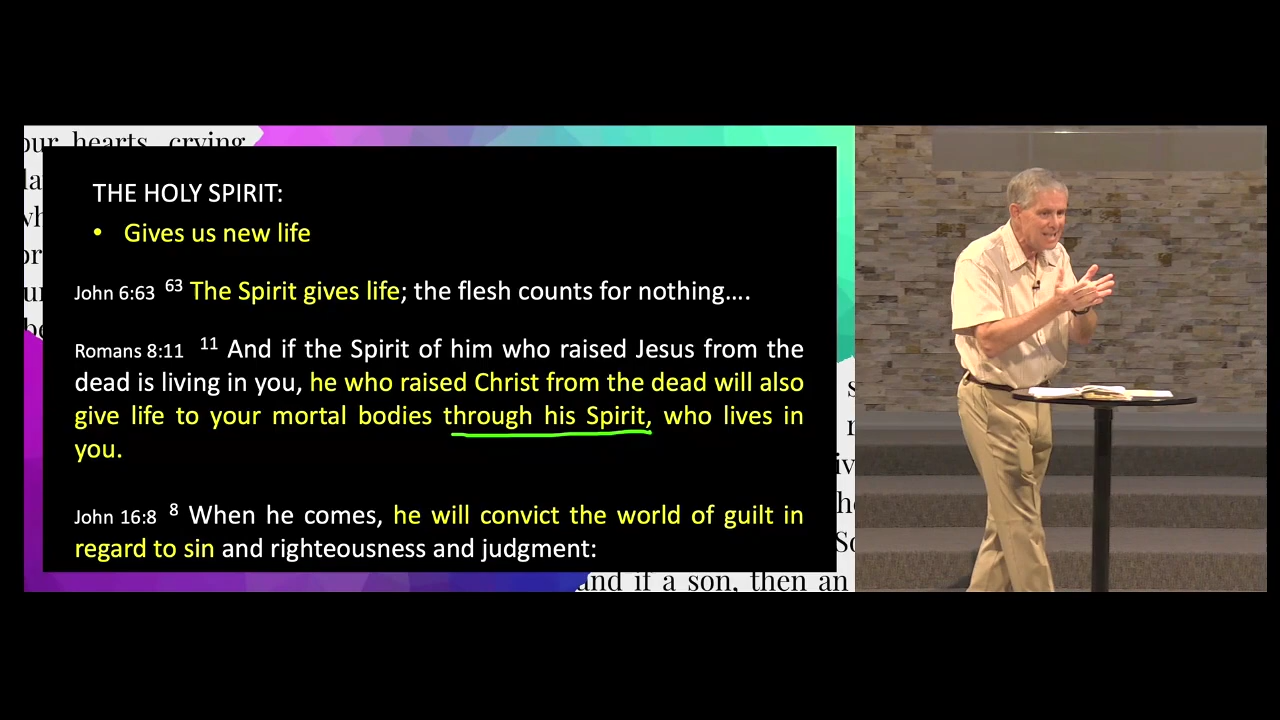 our hearts, crying
THE HOLY SPIRIT:
• Gives us new life
John 6:63 63 The Spirit gives life; the flesh counts for nothing....
Romans 8:11 11 And if the Spirit of him who raised Jesus from the
dead is living in you, he who raised Christ from the dead will also
give life to your mortal bodies through his Spirit, who lives in
you.
John 16:8 8 When he comes, he will convict the world of guilt in
regard to sin and righteousness and judgment:
and if a son, then an